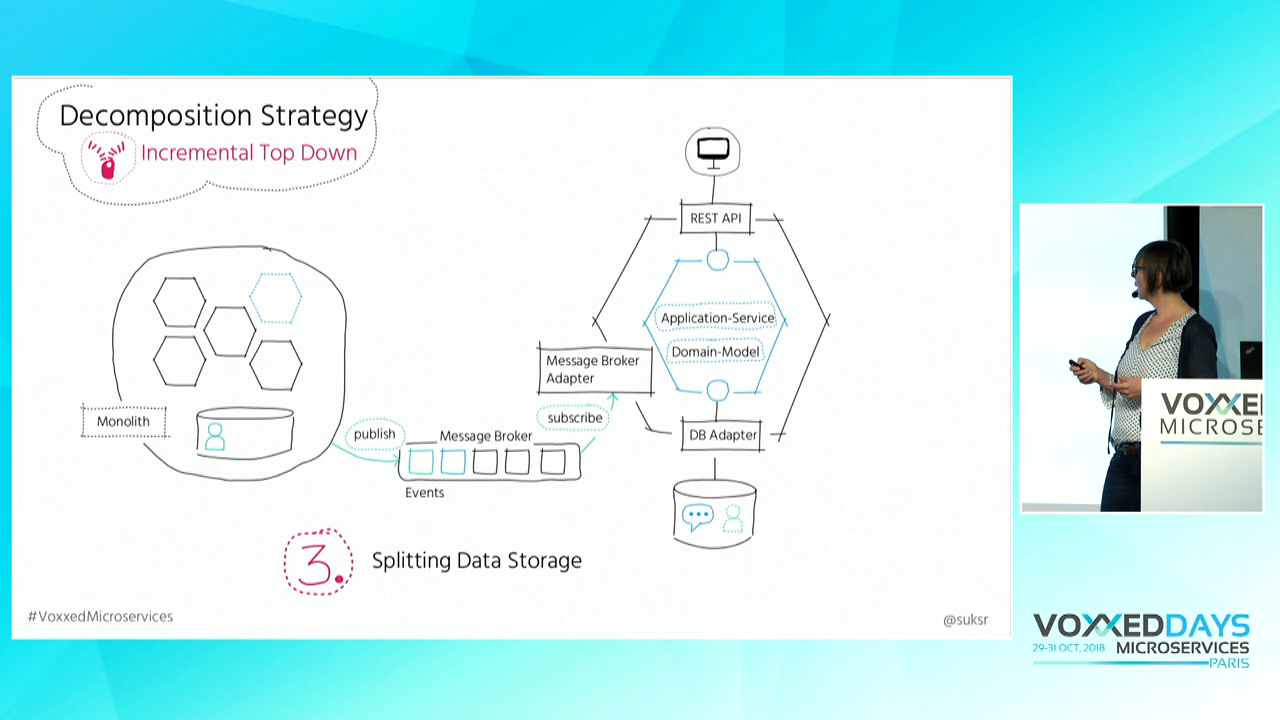 Decomposition Strategy
Incremental Top Down
REST API
Application-Service
Domain-Model
Message Broker
Adapter
Monolith
publish
subscribe
Message Broker
DB Adapter
Events
3.
Splitting Data Storage
#VoxxedMicroservices
@suksr
VOXXED
MICROSE
VOXXEDDAYS
29-31 OCT, 2018
MICROSERVICES
PARIS